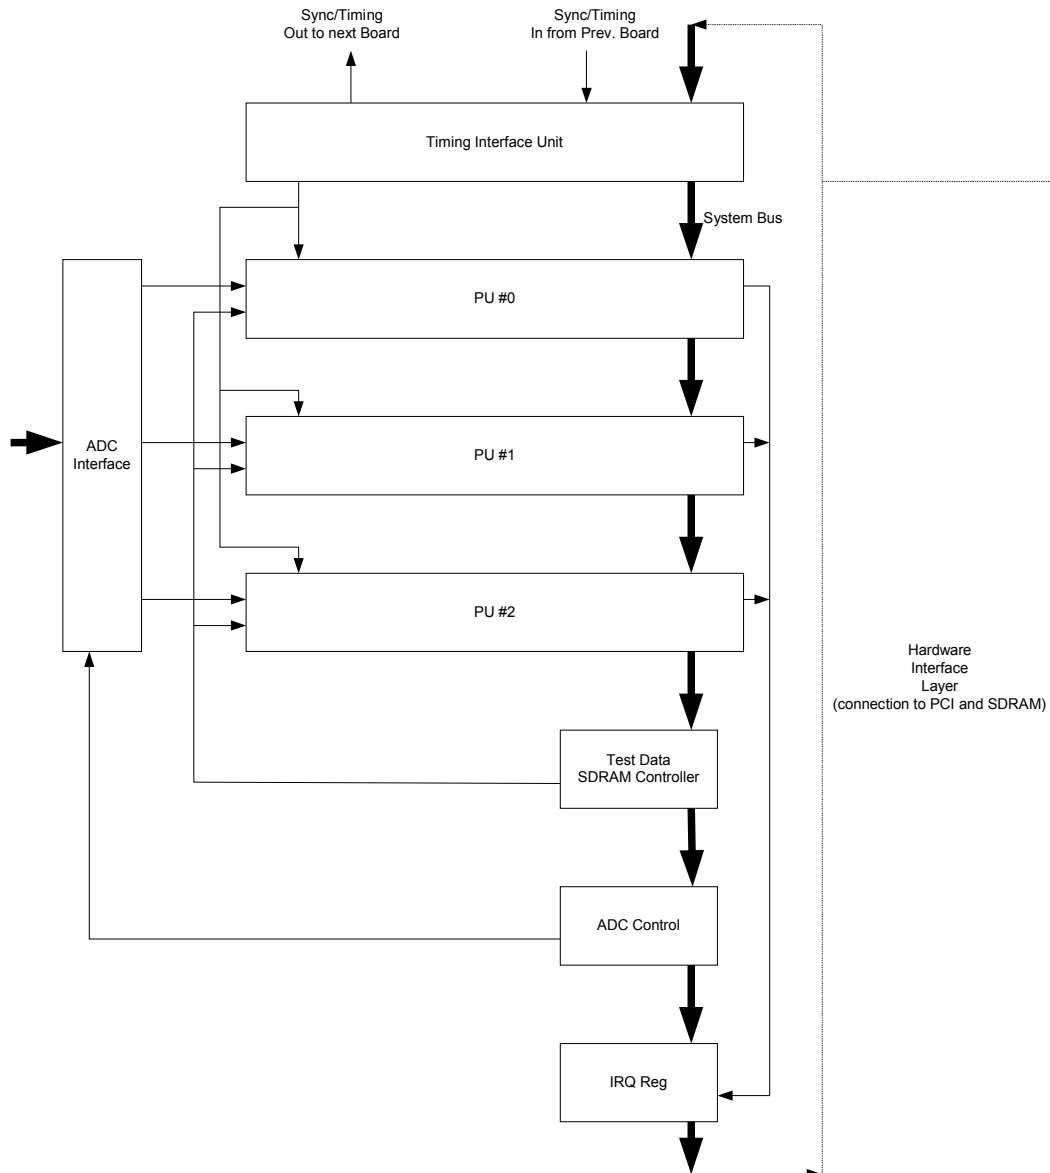 Sync/Timing
Out to next Board
Sync/Timing
In from Prev. Board
Timing Interface Unit
System Bus
PU #0
ADC
Interface
PU #1
PU #2
Hardware
Interface
Layer
(connection to PCI and SDRAM)
Test Data
SDRAM Controller
ADC Control
IRQ Reg